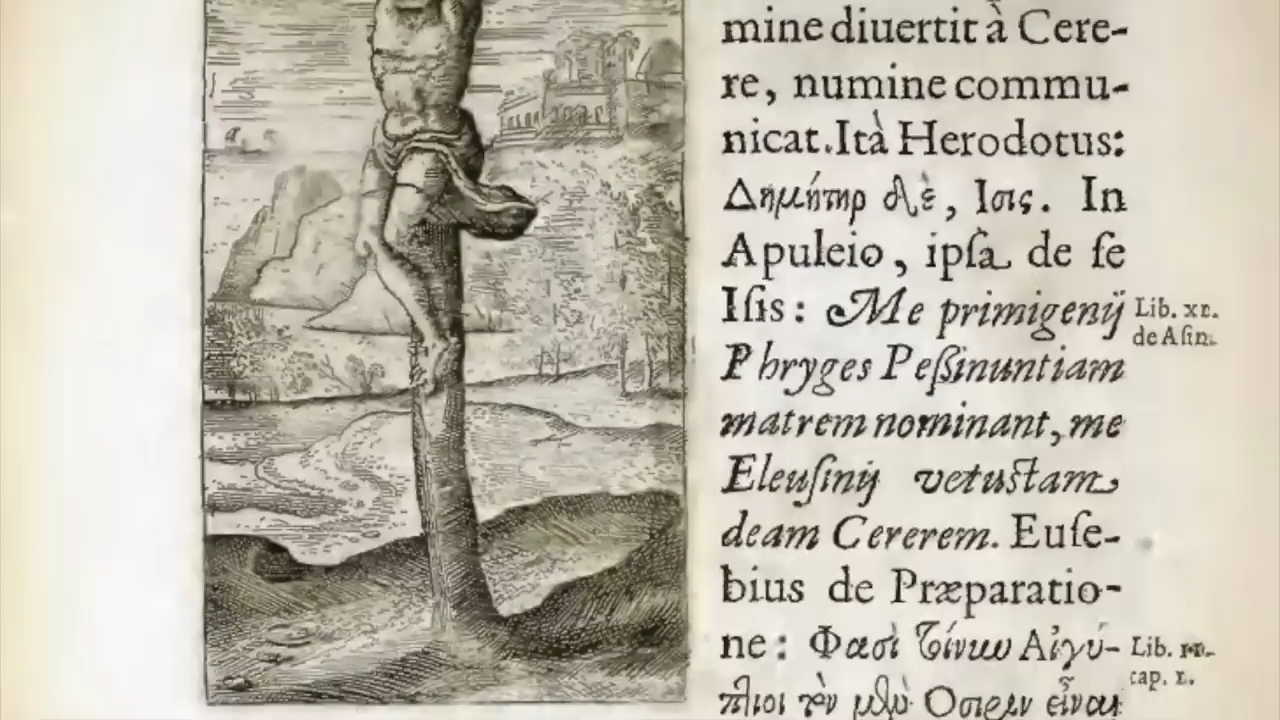 mine diuertit à Cere-
re, numine commu-
nicat. Ità Herodotus:
Δημήτηρ δὲ, Ισις. In
Apuleio, ipſa de ſe
Iſis: Me primigenij
Phryges Peßinuntiam
matrem nominant, me
Eleuſinij vetuſtam
deam Cererem. Euſe-
bius de Præparatio-
ne: Φασὶ Αἰγύ-
πτιοι τὸν μὲν Οσιριν εἶναι
Lib. xi.
de Aſin.
Lib.
cap.